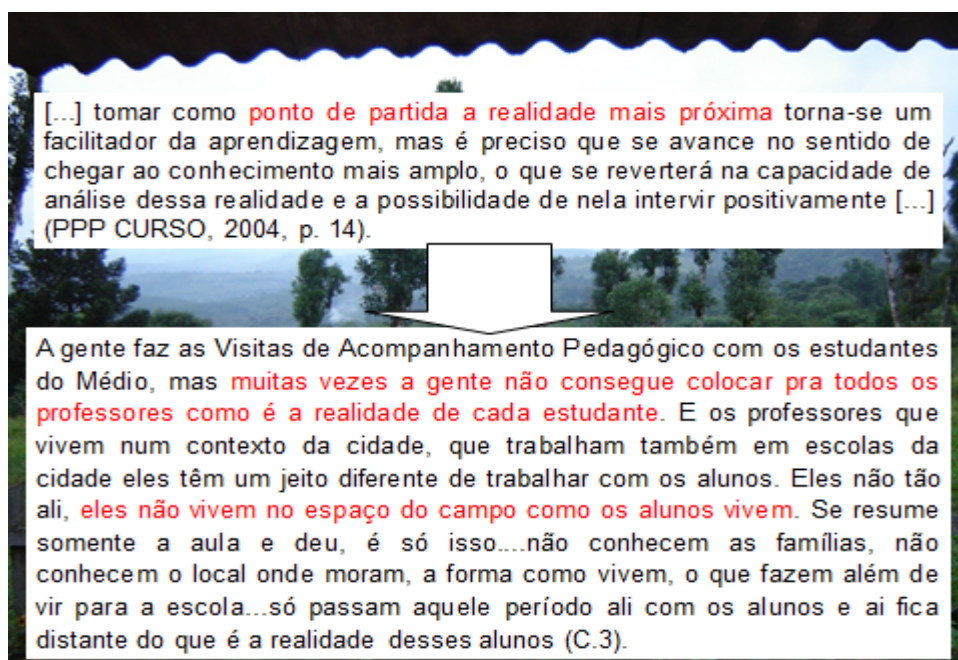 [...] tomar como ponto de partida a realidade mais próxima torna-se um
facilitador da aprendizagem, mas é preciso que se avance no sentido de
chegar ao conhecimento mais amplo, o que se reverterá na capacidade de
análise dessa realidade e a possibilidade de nela intervir positivamente [...]
(PPP CURSO, 2004, p. 14).
A gente faz as Visitas de Acompanhamento Pedagógico com os estudantes
do Médio, mas muitas vezes a gente não consegue colocar pra todos os
professores como é a realidade de cada estudante. E os professores que
vivem num contexto da cidade, que trabalham também em escolas da
cidade eles têm um jeito diferente de trabalhar com os alunos. Eles não tão
ali, eles não vivem no espaço do campo como os alunos vivem. Se resume
somente a aula e deu, é só isso....não conhecem as famílias, não
conhecem o local onde moram, a forma como vivem, o que fazem além de
vir para a escola...só passam aquele período ali com os alunos e ai fica
distante do que é a realidade desses alunos (C.3).